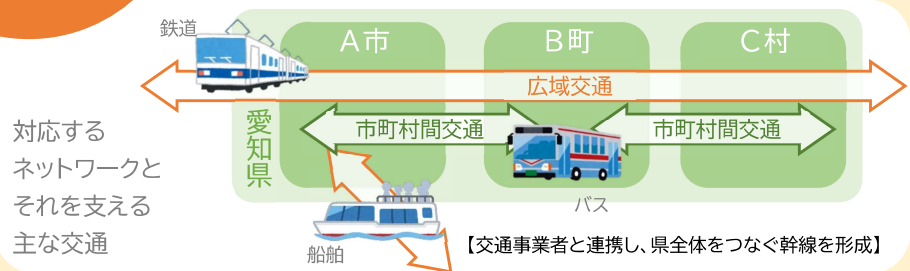 鉄道
A市
B町
C村
広域交通
愛知県
市町村間交通
市町村間交通
対応する
ネットワークと
それを支える
主な交通
バス
船舶
【交通事業者と連携し、県全体をつなぐ幹線を形成】